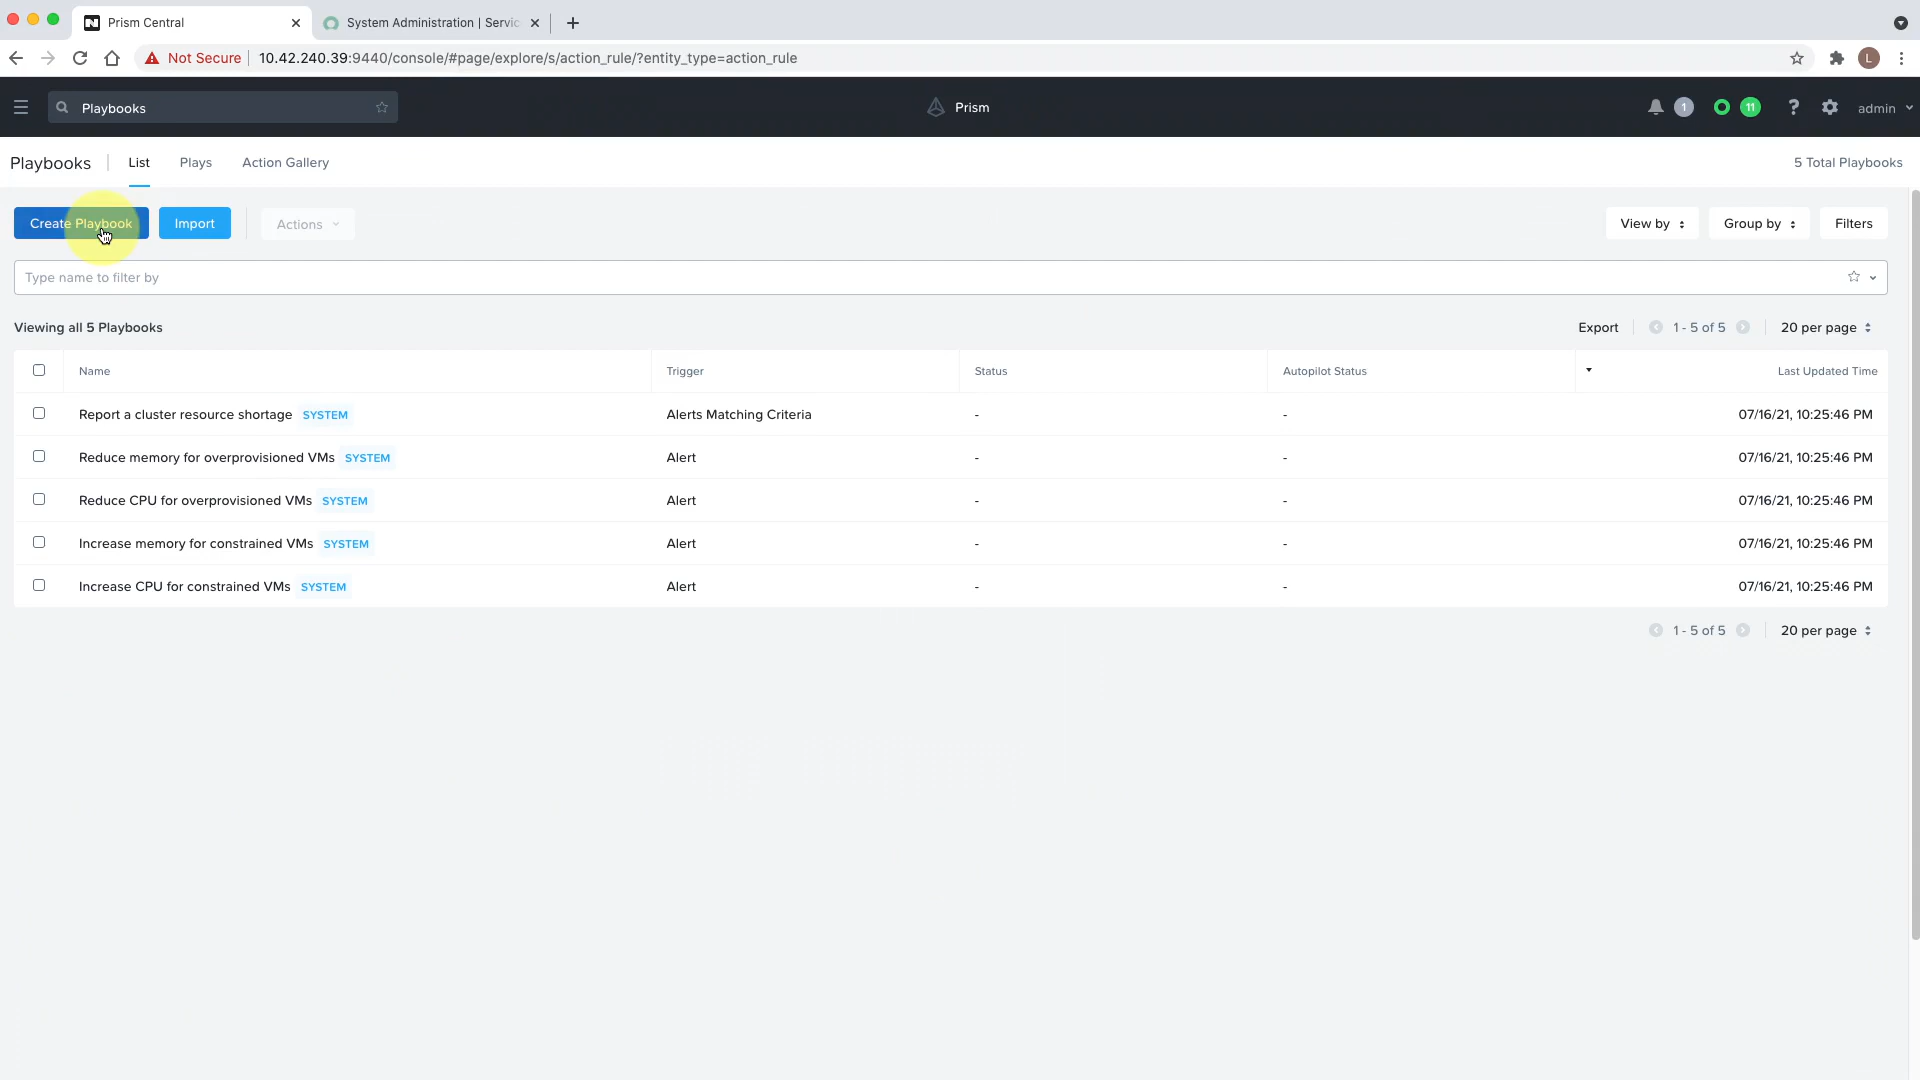 Prism Central
System Administration | Servic
Not Secure
10.42.240.39:9440/console/#page/explore/s/action_rule/?entity_type=action_rule
L
Playbooks
Prism
1
11
?
admin
Playbooks
List
Plays
Action Gallery
5 Total Playbooks
Create Playbook
Import
Actions
View by
Group by
Filters
Type name to filter by
Viewing all 5 Playbooks
Export
1 - 5 of 5
20 per page
Name
Trigger
Status
Autopilot Status
Last Updated Time
Report a cluster resource shortage SYSTEM
Alerts Matching Criteria
-
-
07/16/21, 10:25:46 PM
Reduce memory for overprovisioned VMs SYSTEM
Alert
-
-
07/16/21, 10:25:46 PM
Reduce CPU for overprovisioned VMs SYSTEM
Alert
-
-
07/16/21, 10:25:46 PM
Increase memory for constrained VMs SYSTEM
Alert
-
-
07/16/21, 10:25:46 PM
Increase CPU for constrained VMs SYSTEM
Alert
-
-
07/16/21, 10:25:46 PM
1 - 5 of 5
20 per page